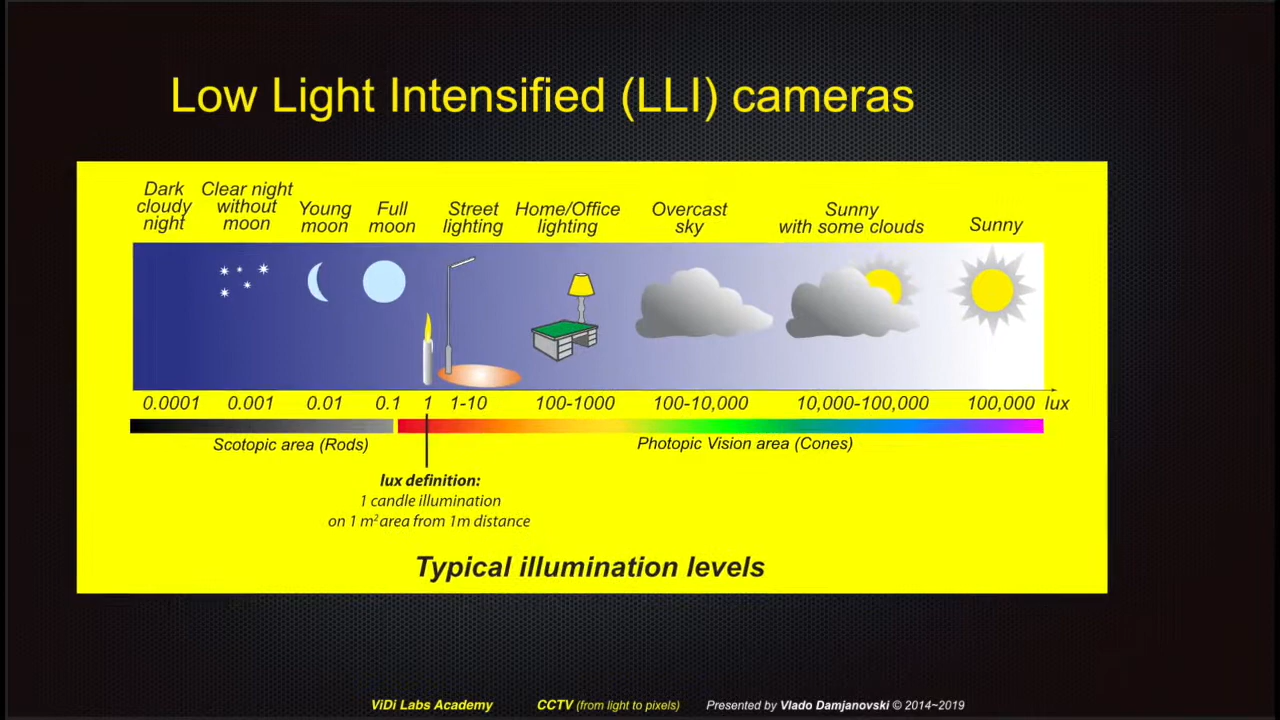 Low Light Intensified (LLI) cameras
Dark
cloudy
night
Clear night
without
moon
Young
moon
Full
moon
Street
lighting
Home/Office
lighting
Overcast
sky
Sunny
with some clouds
Sunny
0.0001 0.001 0.01 0.1 1 1-10 100-1000 100-10,000 10,000-100,000 100,000 lux
Scotopic area (Rods) Photopic Vision area (Cones)
lux definition:
1 candle illumination
on 1 m² area from 1m distance
Typical illumination levels
ViDi Labs Academy CCTV (from light to pixels) Presented by Vlado Damjanovski © 2014~2019